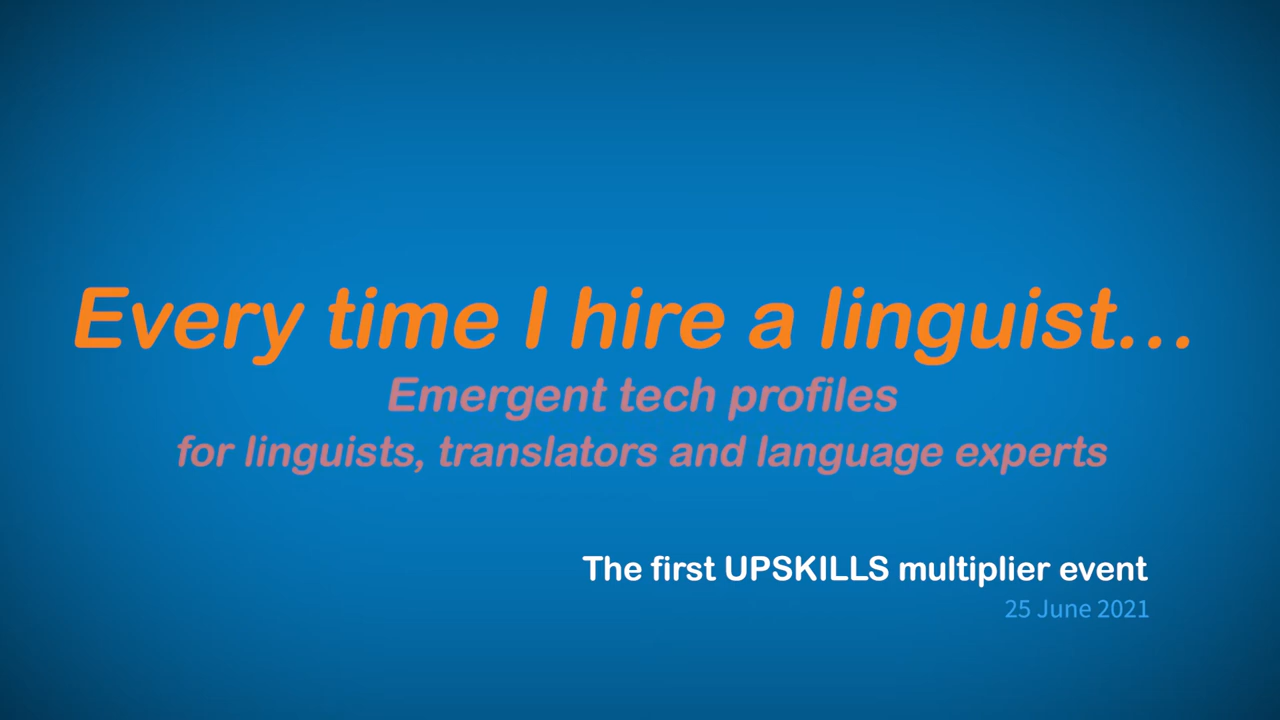 Every time I hire a linguist...
Emergent tech profiles
for linguists, translators and language experts
The first UPSKILLS multiplier event
25 June 2021